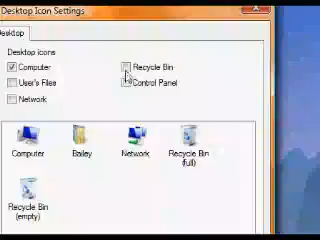 Desktop Icon Settings
Desktop
Desktop icons
Computer
Recycle Bin
User's Files
Control Panel
Network
Computer
Bailey
Network
Recycle Bin
(full)
Recycle Bin
(empty)